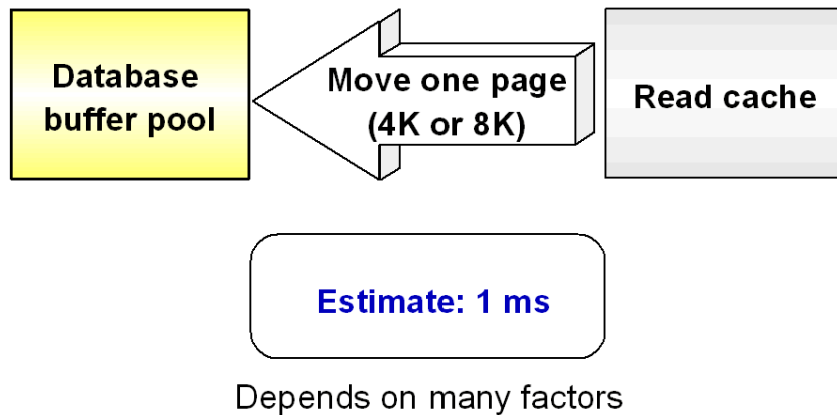 Database
buffer pool
Move one page
(4K or 8K)
Read cache
Estimate: 1 ms
Depends on many factors